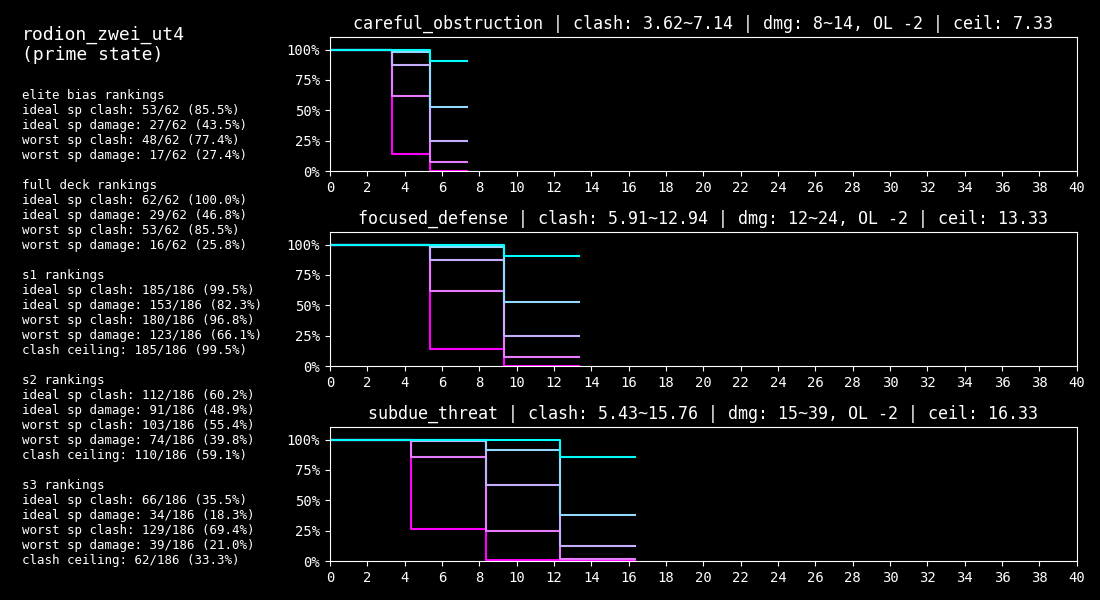 rodion_zwei_ut4
(prime state)
elite bias rankings
ideal sp clash: 53/62 (85.5%)
ideal sp damage: 27/62 (43.5%)
worst sp clash: 48/62 (77.4%)
worst sp damage: 17/62 (27.4%)
full deck rankings
ideal sp clash: 62/62 (100.0%)
ideal sp damage: 29/62 (46.8%)
worst sp clash: 53/62 (85.5%)
worst sp damage: 16/62 (25.8%)
s1 rankings
ideal sp clash: 185/186 (99.5%)
ideal sp damage: 153/186 (82.3%)
worst sp clash: 180/186 (96.8%)
worst sp damage: 123/186 (66.1%)
clash ceiling: 185/186 (99.5%)
s2 rankings
ideal sp clash: 112/186 (60.2%)
ideal sp damage: 91/186 (48.9%)
worst sp clash: 103/186 (55.4%)
worst sp damage: 74/186 (39.8%)
clash ceiling: 110/186 (59.1%)
s3 rankings
ideal sp clash: 66/186 (35.5%)
ideal sp damage: 34/186 (18.3%)
worst sp clash: 129/186 (69.4%)
worst sp damage: 39/186 (21.0%)
clash ceiling: 62/186 (33.3%)
careful_obstruction | clash: 3.62~7.14 | dmg: 8~14, OL -2 | ceil: 7.33
100%
75%
50%
25%
0%
0 2 4 6 8 10 12 14 16 18 20 22 24 26 28 30 32 34 36 38 40
focused_defense | clash: 5.91~12.94 | dmg: 12~24, OL -2 | ceil: 13.33
100%
75%
50%
25%
0%
0 2 4 6 8 10 12 14 16 18 20 22 24 26 28 30 32 34 36 38 40
subdue_threat | clash: 5.43~15.76 | dmg: 15~39, OL -2 | ceil: 16.33
100%
75%
50%
25%
0%
0 2 4 6 8 10 12 14 16 18 20 22 24 26 28 30 32 34 36 38 40